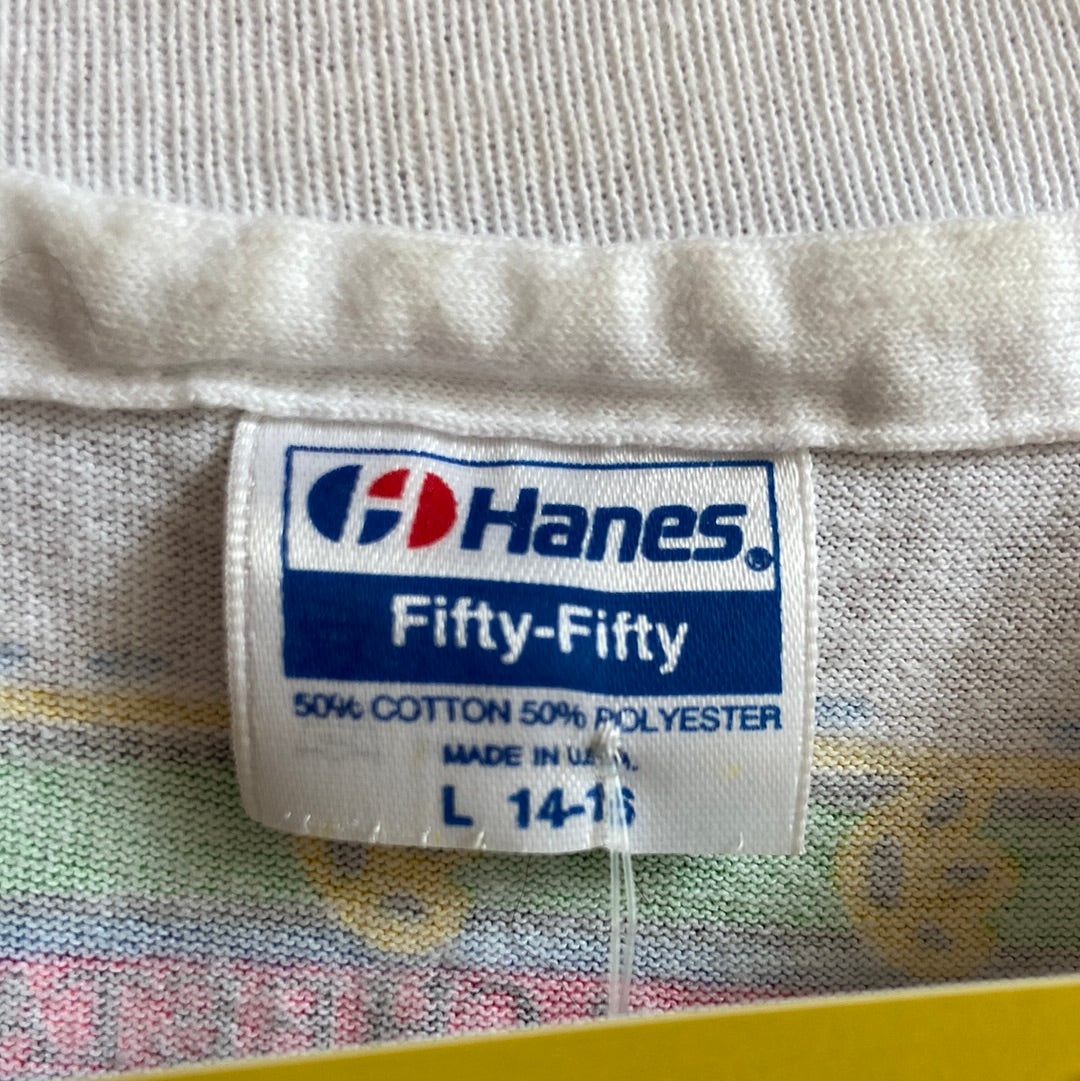 Hanes®
Fifty-Fifty
50% COTTON 50% POLYESTER
MADE IN U.S.A.
L 14-16